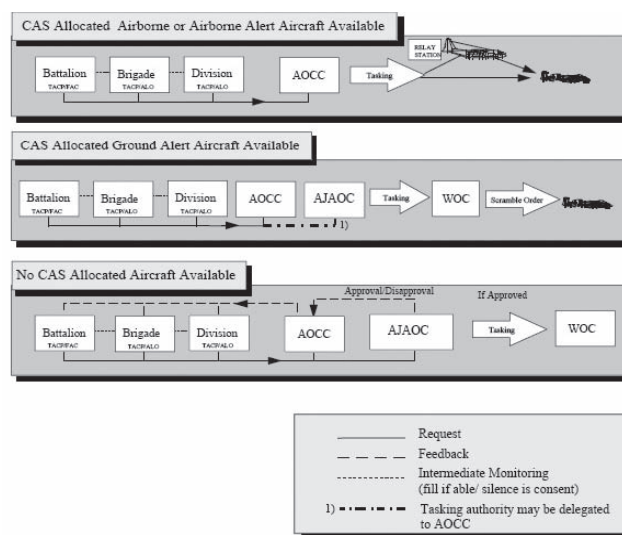 CAS Allocated Airborne or Airborne Alert Aircraft Available
RELAY
STATION
Battalion
TACP/FAC
Brigade
TACP/ALO
Division
TACP/ALO
AOCC
Tasking
CAS Allocated Ground Alert Aircraft Available
Battalion
TACP/FAC
Brigade
TACP/ALO
Division
TACP/ALO
AOCC
AJAOC
Tasking
WOC
Scramble Order
1)
No CAS Allocated Aircraft Available
Approval/Disapproval
If Approved
Battalion
TACP/FAC
Brigade
TACP/ALO
Division
TACP/ALO
AOCC
AJAOC
Tasking
WOC
Request
Feedback
Intermediate Monitoring
(fill if able/ silence is consent)
1) Tasking authority may be delegated
to AOCC